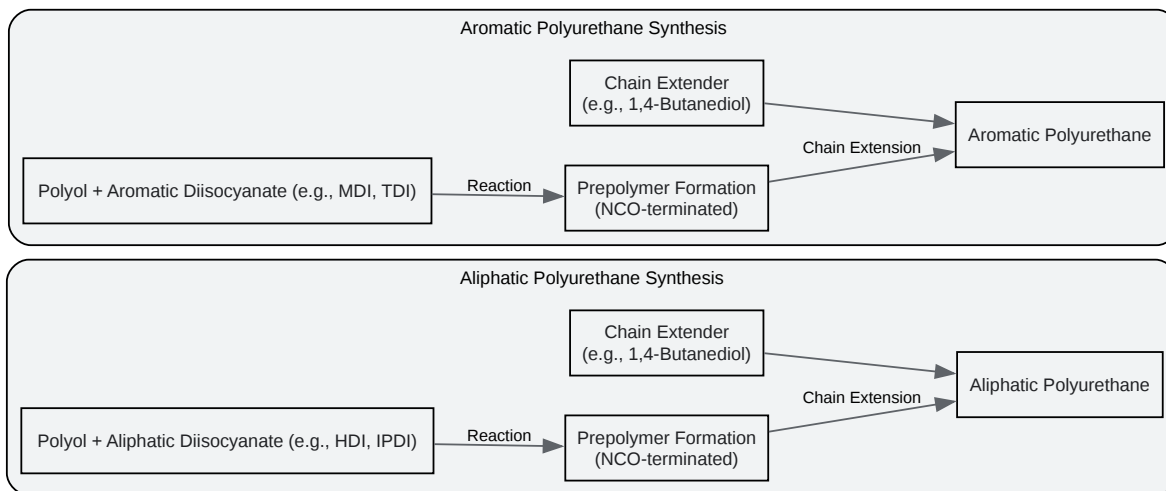 Aromatic Polyurethane Synthesis
Chain Extender
(e.g., 1,4-Butanediol)
Aromatic Polyurethane
Chain Extension
Polyol + Aromatic Diisocyanate (e.g., MDI, TDI)
Reaction
Prepolymer Formation
(NCO-terminated)
Aliphatic Polyurethane Synthesis
Chain Extender
(e.g., 1,4-Butanediol)
Aliphatic Polyurethane
Chain Extension
Polyol + Aliphatic Diisocyanate (e.g., HDI, IPDI)
Reaction
Prepolymer Formation
(NCO-terminated)